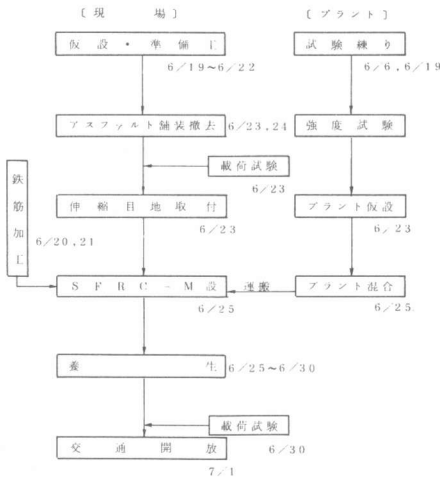 〔現 場〕 〔プラント〕
仮設・準備工 試験練り
6/19～6/22 6/6,6/19
アスファルト舗装撤去 6/23,24 強度試験
載荷試験
6/23
伸縮目地取付 プラント仮設
6/23 6/23
鉄筋加工
6/20,21
SFRC-M設 運搬 プラント混合
6/25 6/25
養 生 6/25～6/30
載荷試験
交通開放 6/30
7/1